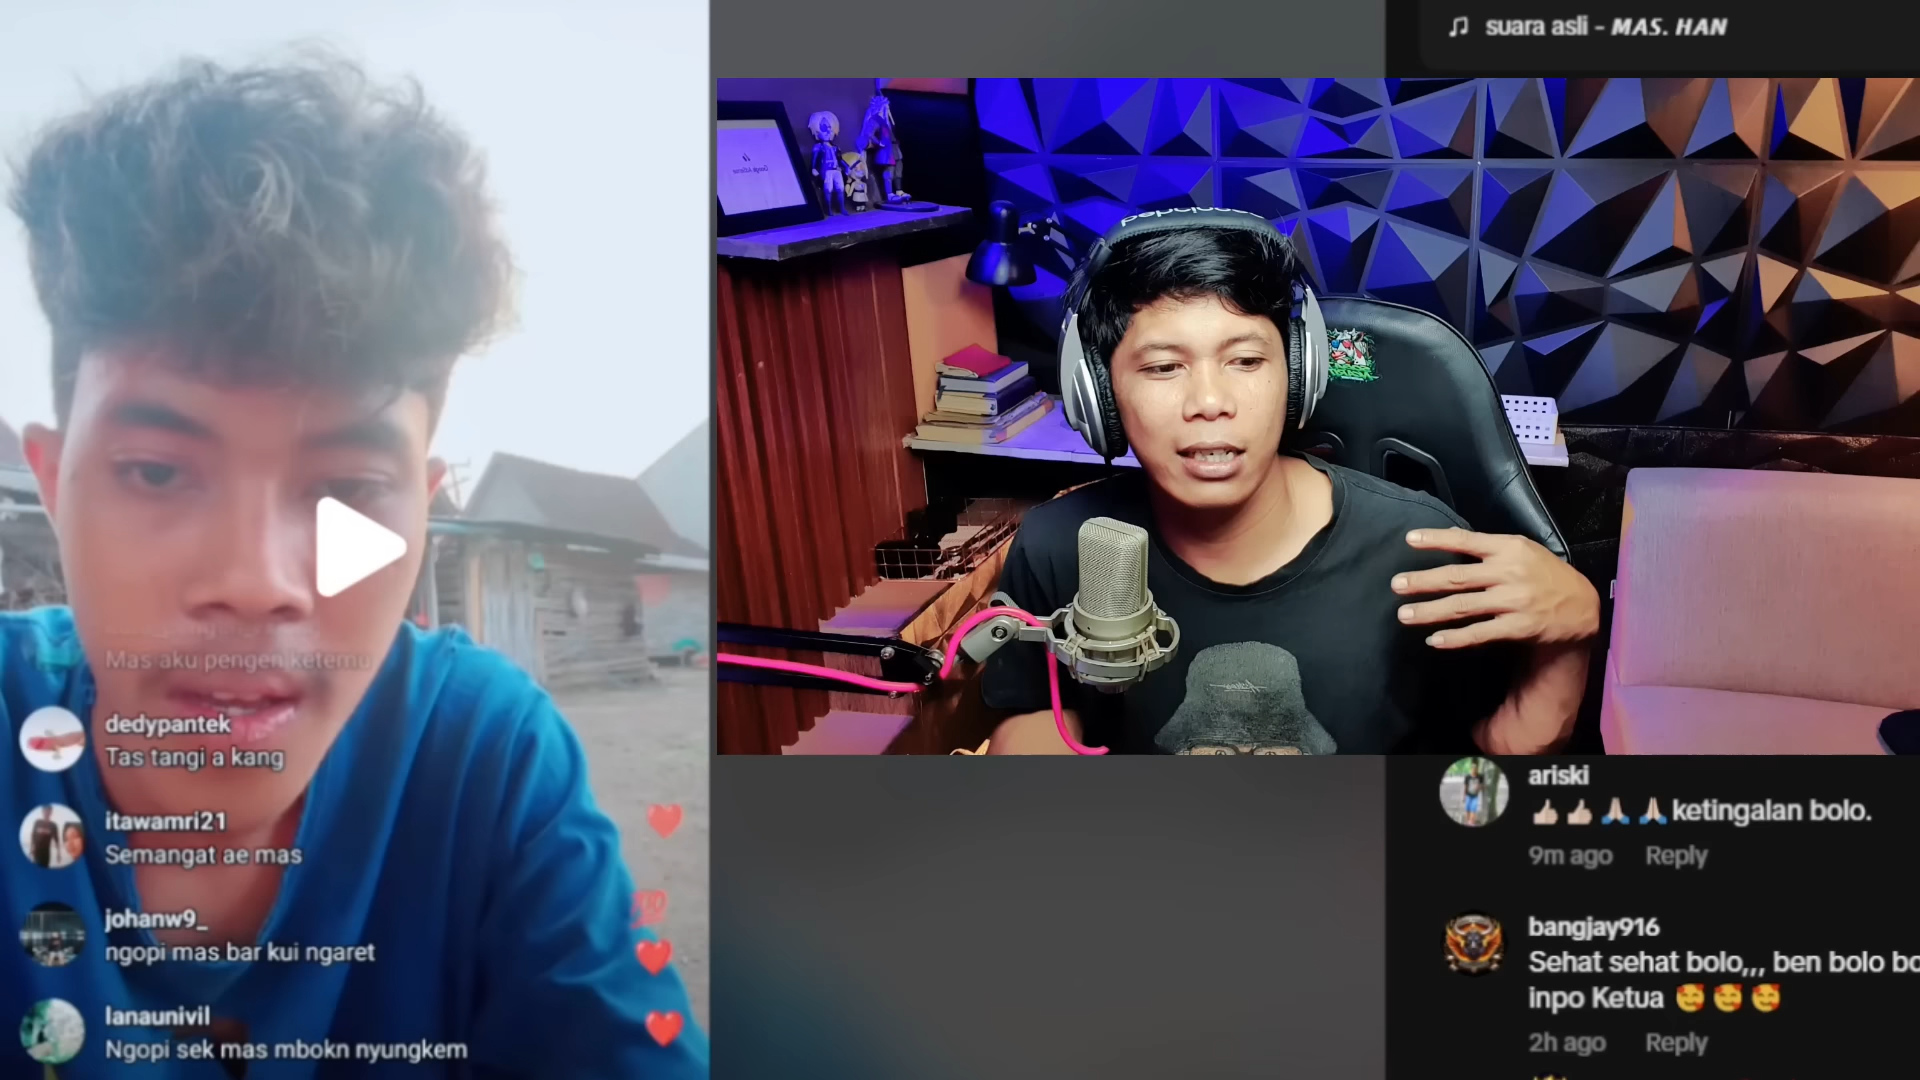 suara asli - MAS. HAN
Mas aku pengen ketemu
dedypantek
Tas tangi a kang
itawamri21
Semangat ae mas
johanw9_
ngopi mas bar kui ngaret
lanaunivil
Ngopi sek mas mbokn nyungkem
ariski
👍🏻👍🏻🙏🏻🙏🏻ketingalan bolo.
9m ago Reply
bangjay916
Sehat sehat bolo,,, ben bolo bo
inpo Ketua 🥰🥰🥰
2h ago Reply